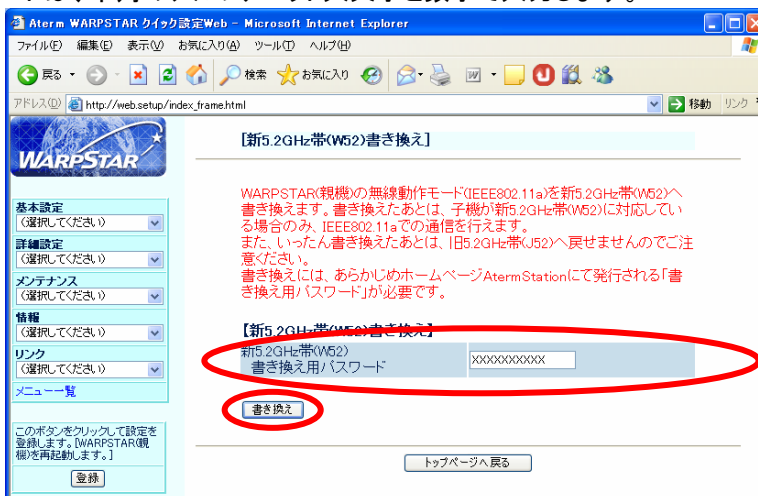 Aterm WARPSTAR クイック設定Web - Microsoft Internet Explorer
ファイル(F) 編集(E) 表示(V) お気に入り(A) ツール(T) ヘルプ(H)
戻る 検索 お気に入り
アドレス(D) http://web.setup/index_frame.html 移動 リンク
WARPSTAR
基本設定
(選択してください)
詳細設定
(選択してください)
メンテナンス
(選択してください)
情報
(選択してください)
リンク
(選択してください)
メニュー一覧
このボタンをクリックして設定を
登録します。[WARPSTAR(親
機)を再起動します。]
登録
[新5.2GHz帯(W52)書き換え]
WARPSTAR(親機)の無線動作モード(IEEE802.11a)を新5.2GHz帯(W52)へ
書き換えます。書き換えたあとは、子機が新5.2GHz帯(W52)に対応してい
る場合のみ、IEEE802.11aでの通信を行えます。
また、いったん書き換えたあとは、旧5.2GHz帯(J52)へ戻せませんのでご注
意ください。
書き換えには、あらかじめホームページAtermStationにて発行される「書
き換え用パスワード」が必要です。
【新5.2GHz帯(W52)書き換え】
新5.2GHz帯(W52)
書き換え用パスワード XXXXXXXXXX
書き換え
トップページへ戻る